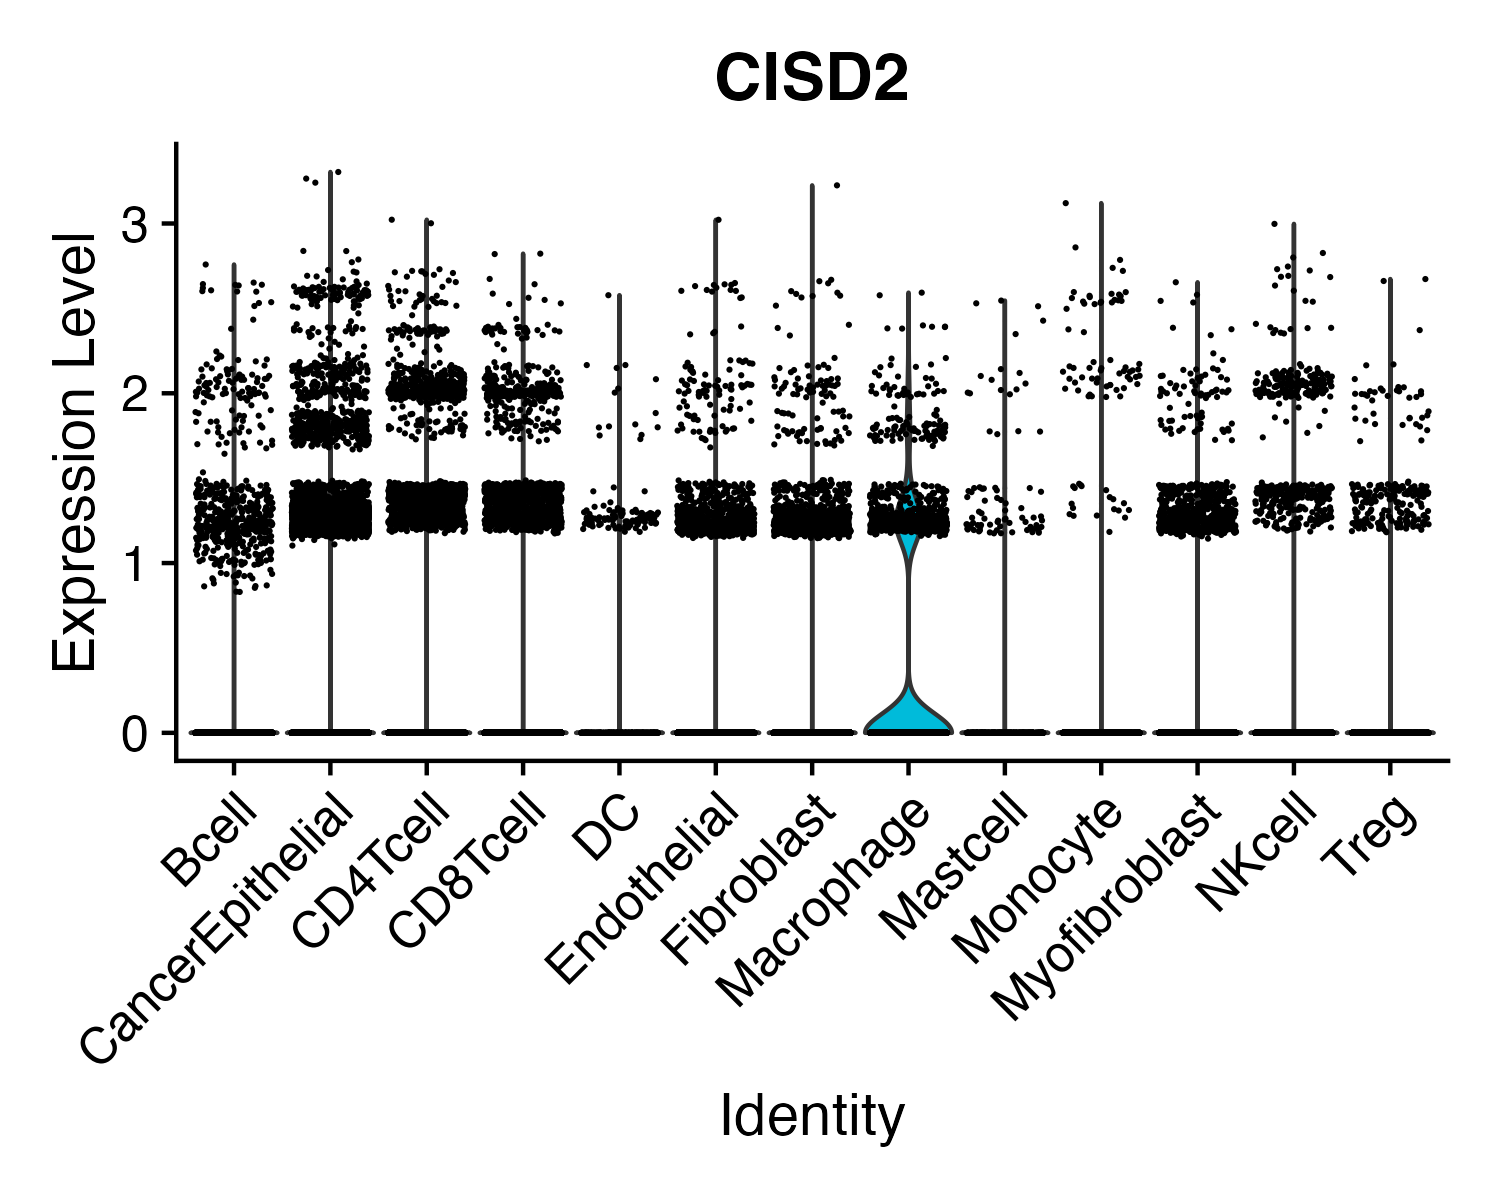 CISD2
Expression Level
3
2
1
0
Bcell
CancerEpithelial
CD4Tcell
CD8Tcell
DC
Endothelial
Fibroblast
Macrophage
Mastcell
Monocyte
Myofibroblast
NKcell
Treg
Identity